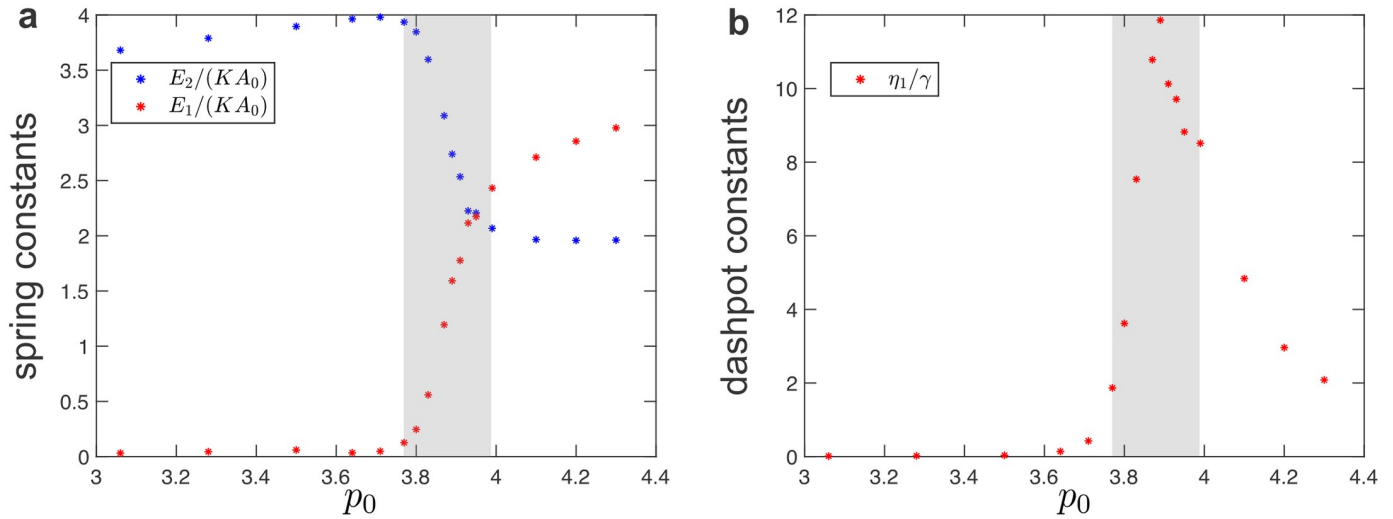 a
spring constants
4
3.5
3
2.5
2
1.5
1
0.5
0
E₂/(KA₀)
E₁/(KA₀)
3 3.2 3.4 3.6 3.8 4 4.2 4.4
p₀
b
dashpot constants
12
10
8
6
4
2
0
η₁/γ
3 3.2 3.4 3.6 3.8 4 4.2 4.4
p₀